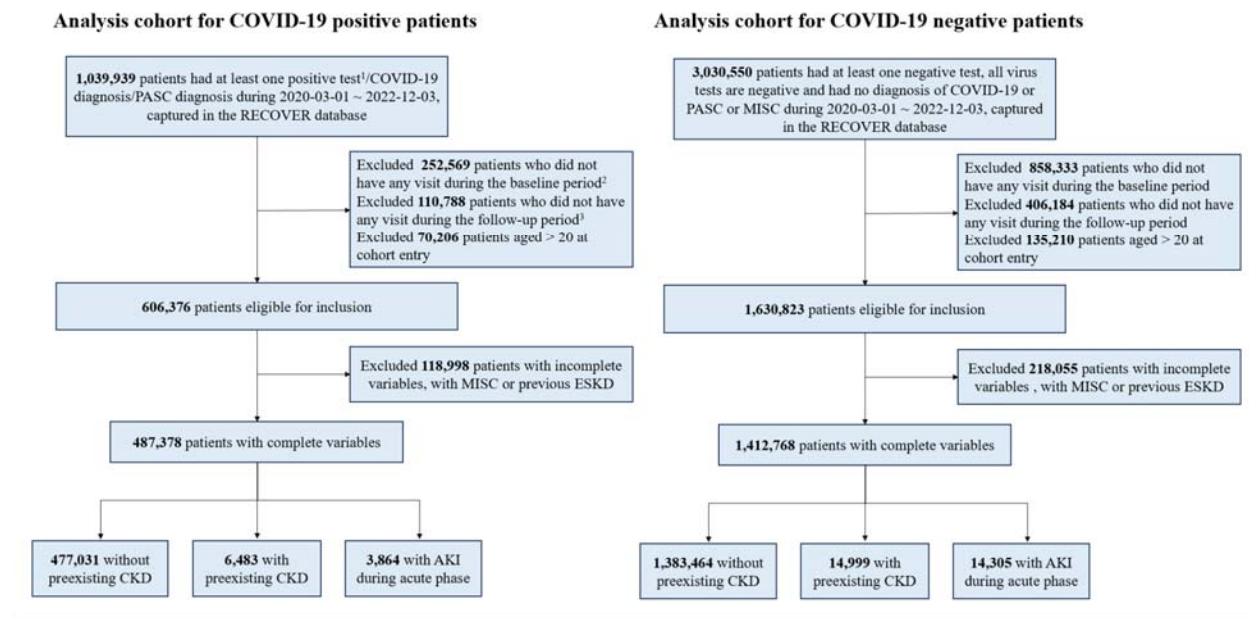 Analysis cohort for COVID-19 positive patients
1,039,939 patients had at least one positive test¹/COVID-19
diagnosis/PASC diagnosis during 2020-03-01 ~ 2022-12-03,
captured in the RECOVER database
Excluded 252,569 patients who did not
have any visit during the baseline period²
Excluded 110,788 patients who did not have
any visit during the follow-up period³
Excluded 70,206 patients aged > 20 at
cohort entry
606,376 patients eligible for inclusion
Excluded 118,998 patients with incomplete
variables, with MISC or previous ESKD
487,378 patients with complete variables
477,031 without
preexisting CKD
6,483 with
preexisting CKD
3,864 with AKI
during acute phase
Analysis cohort for COVID-19 negative patients
3,030,550 patients had at least one negative test, all virus
tests are negative and had no diagnosis of COVID-19 or
PASC or MISC during 2020-03-01 ~ 2022-12-03, captured
in the RECOVER database
Excluded 858,333 patients who did not
have any visit during the baseline period
Excluded 406,184 patients who did not have
any visit during the follow-up period
Excluded 135,210 patients aged > 20 at
cohort entry
1,630,823 patients eligible for inclusion
Excluded 218,055 patients with incomplete
variables , with MISC or previous ESKD
1,412,768 patients with complete variables
1,383,464 without
preexisting CKD
14,999 with
preexisting CKD
14,305 with AKI
during acute phase